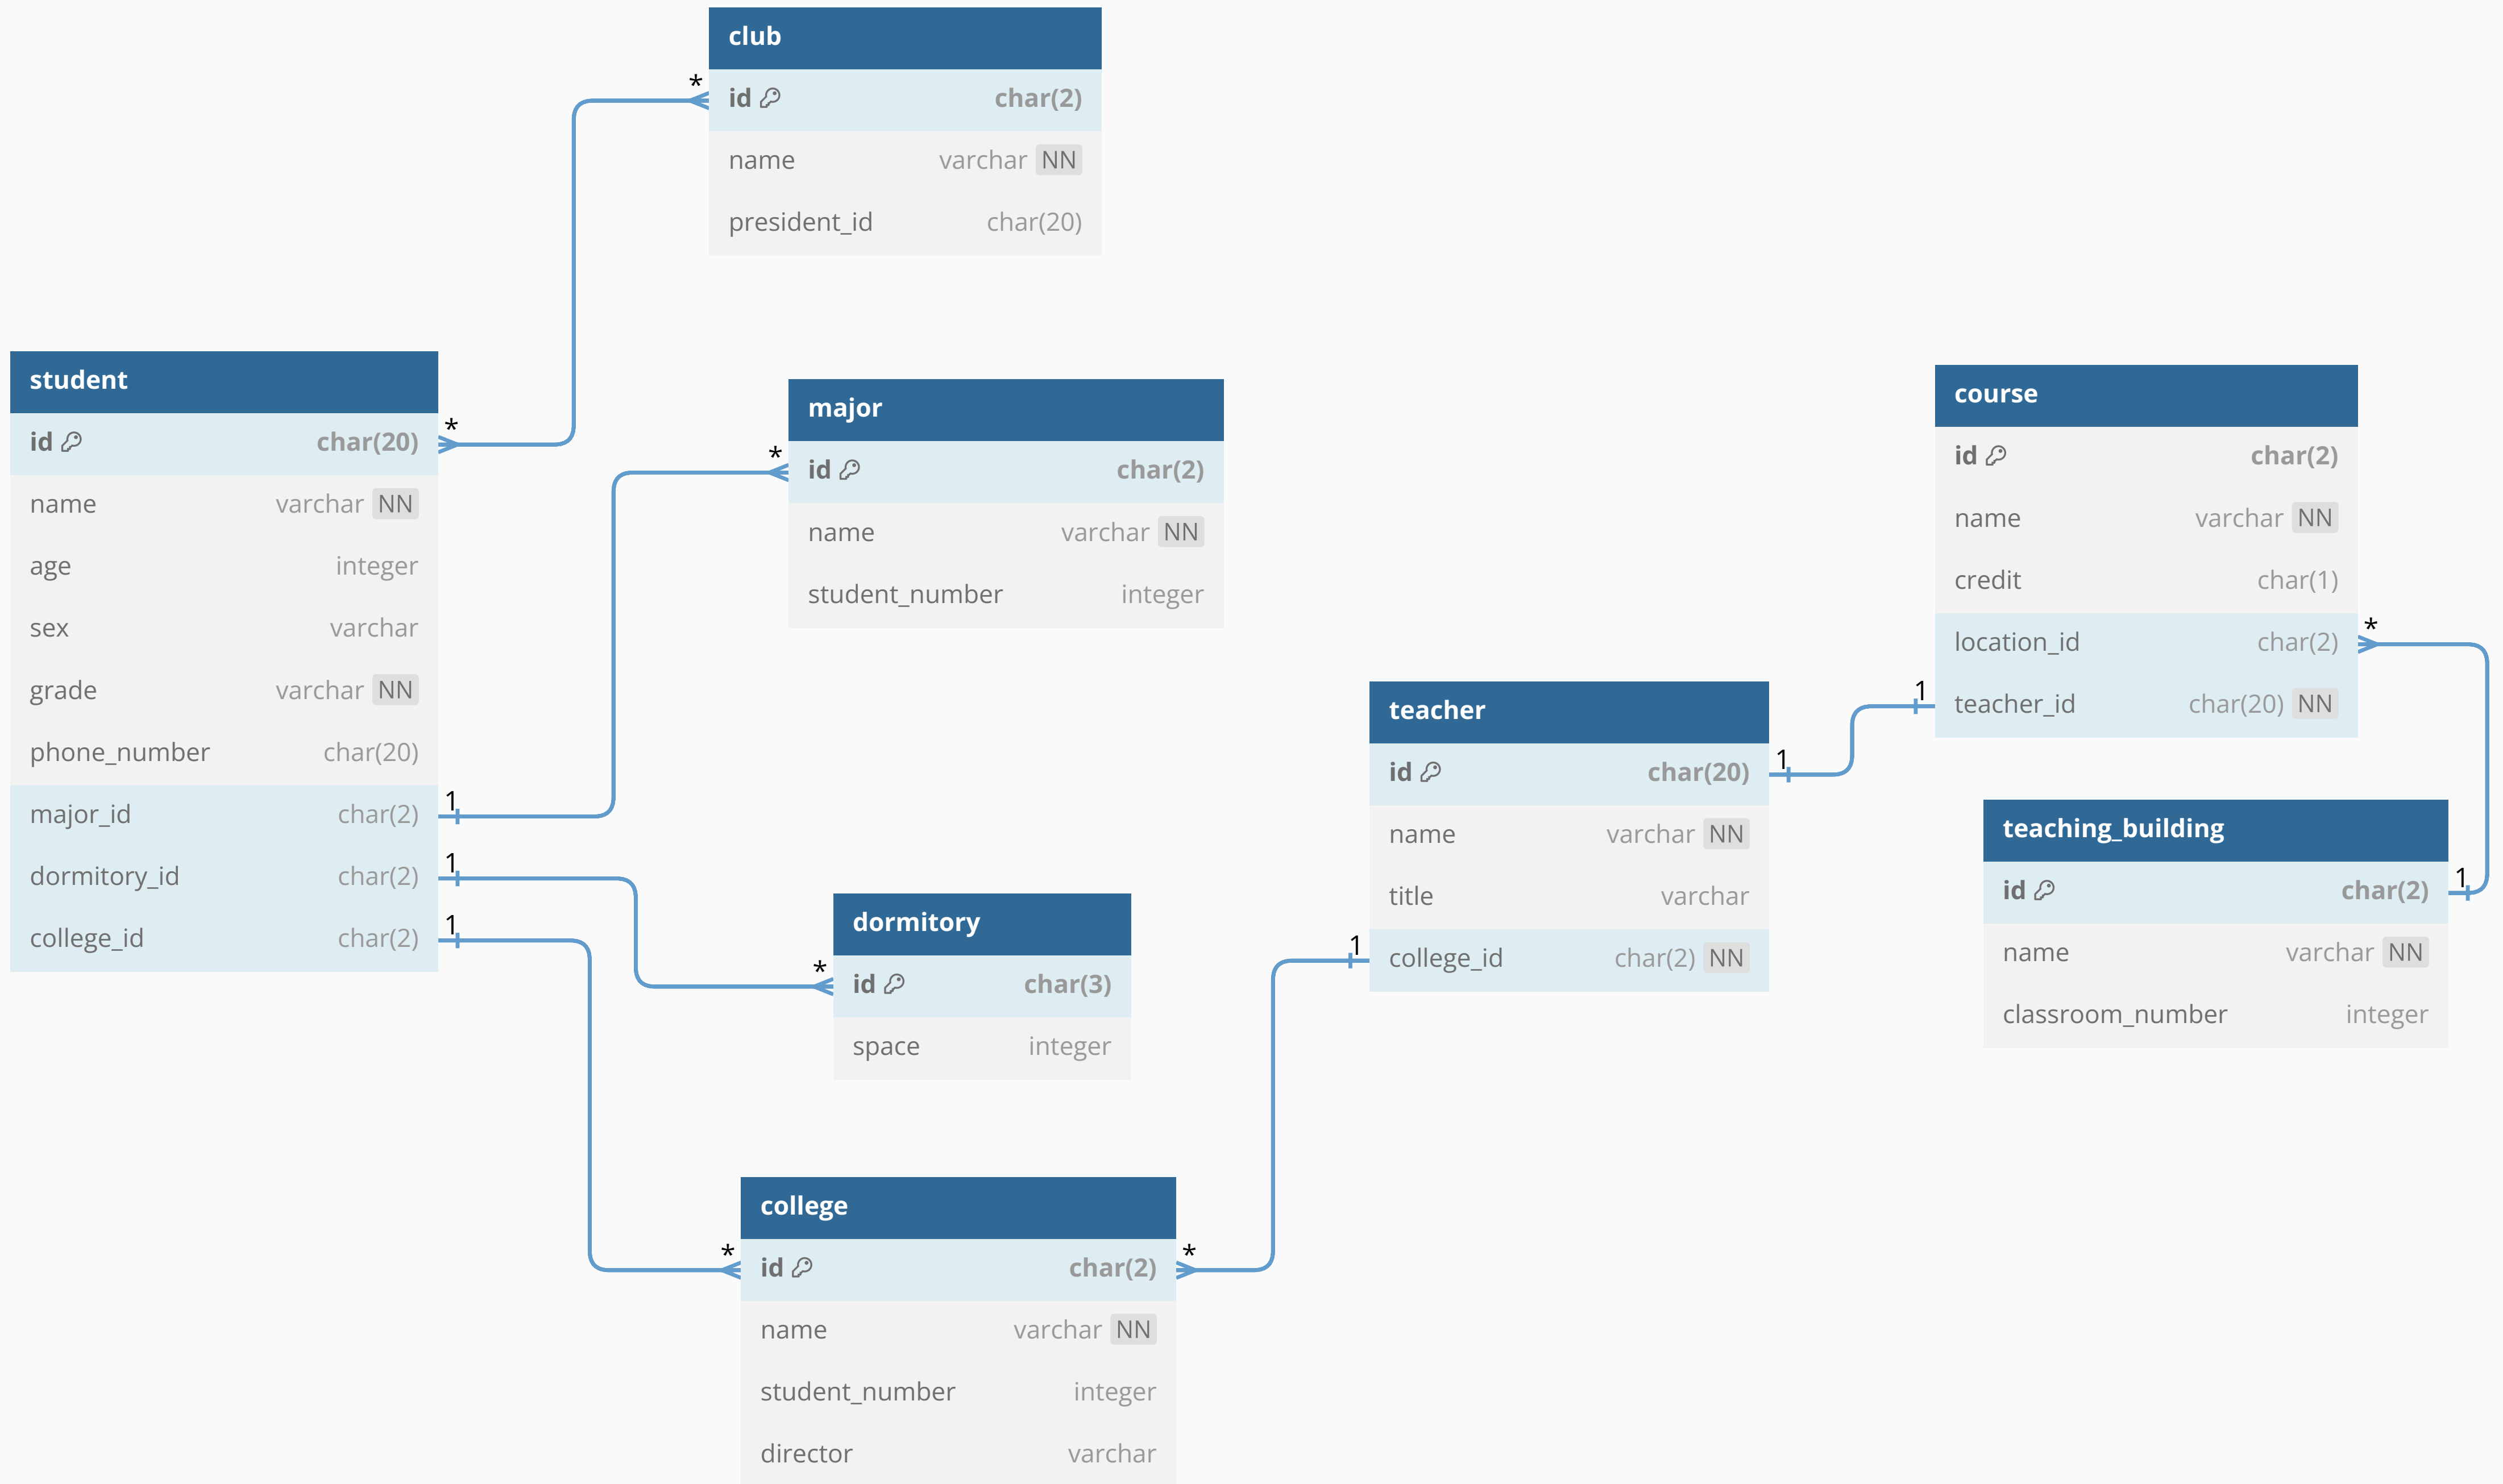 club
*
id char(2)
name varchar NN
president_id char(20)
student
id char(20) *
name varchar NN
age integer
sex varchar
grade varchar NN
phone_number char(20)
major_id char(2) 1
dormitory_id char(2) 1
college_id char(2) 1
major
*
id char(2)
name varchar NN
student_number integer
dormitory
*
id char(3)
space integer
college
* *
id char(2)
name varchar NN
student_number integer
director varchar
teacher
id char(20) 1
name varchar NN
title varchar
1
college_id char(2) NN
course
id char(2)
name varchar NN
credit char(1)
location_id char(2) *
1
teacher_id char(20) NN
teaching_building
id char(2) 1
name varchar NN
classroom_number integer